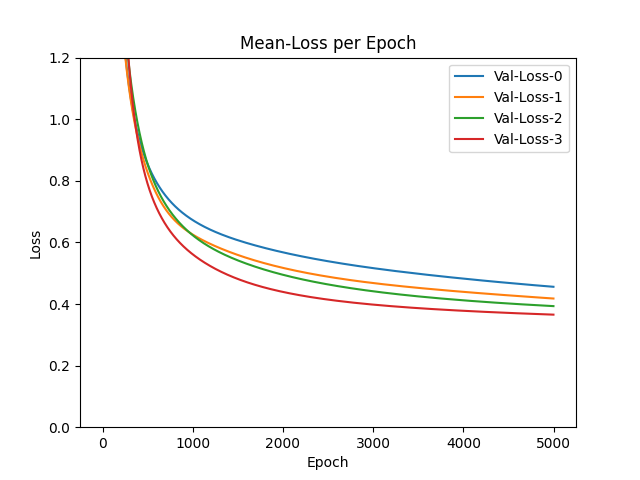 Mean-Loss per Epoch
1.2
1.0
0.8
0.6
0.4
0.2
0.0
Loss
Val-Loss-0
Val-Loss-1
Val-Loss-2
Val-Loss-3
0 1000 2000 3000 4000 5000
Epoch